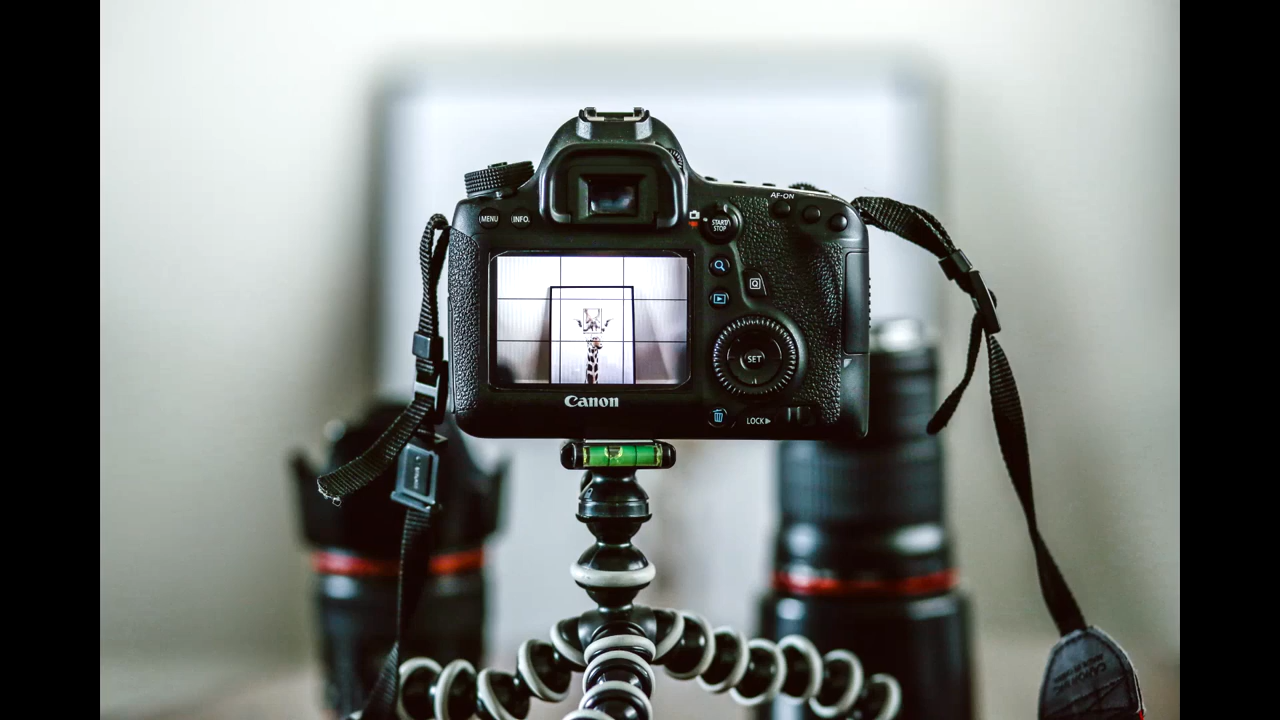 AF-ON
MENU
INFO.
START/
STOP
Q
SET
Canon
LOCK